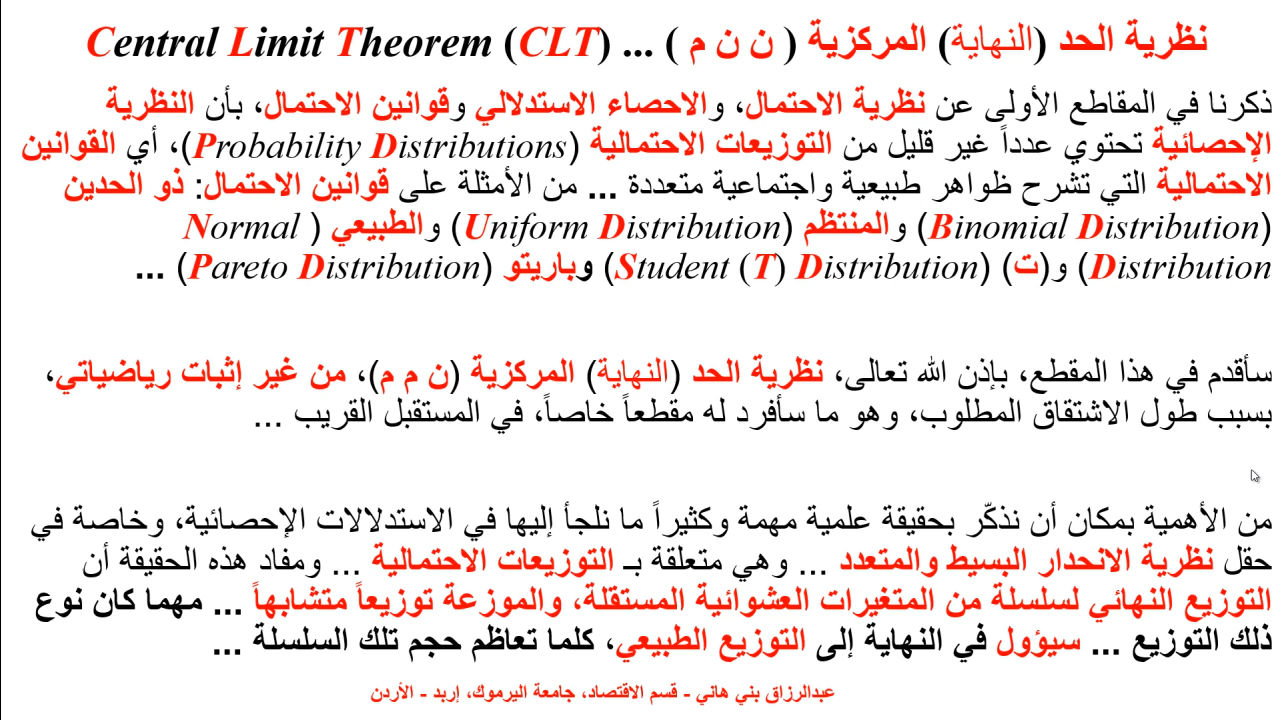 نظرية الحد (النهاية) المركزية ( ن ن م ) ... Central Limit Theorem (CLT)
ذكرنا في المقاطع الأولى عن نظرية الاحتمال، والاحصاء الاستدلالي وقوانين الاحتمال، بأن النظرية
الإحصائية تحتوي عدداً غير قليل من التوزيعات الاحتمالية (Probability Distributions)، أي القوانين
الاحتمالية التي تشرح ظواهر طبيعية واجتماعية متعددة ... من الأمثلة على قوانين الاحتمال: ذو الحدين
(Binomial Distribution) والمنتظم (Uniform Distribution) والطبيعي ( Normal
Distribution) و(ت) (Student (T) Distribution) وباريتو (Pareto Distribution) ...
سأقدم في هذا المقطع، بإذن الله تعالى، نظرية الحد (النهاية) المركزية (ن م م)، من غير إثبات رياضياتي،
بسبب طول الاشتقاق المطلوب، وهو ما سأفرد له مقطعاً خاصاً، في المستقبل القريب ...
من الأهمية بمكان أن نذكّر بحقيقة علمية مهمة وكثيراً ما نلجأ إليها في الاستدلالات الإحصائية، وخاصة في
حقل نظرية الانحدار البسيط والمتعدد ... وهي متعلقة بـ التوزيعات الاحتمالية ... ومفاد هذه الحقيقة أن
التوزيع النهائي لسلسلة من المتغيرات العشوائية المستقلة، والموزعة توزيعاً متشابهاً ... مهما كان نوع
ذلك التوزيع ... سيؤول في النهاية إلى التوزيع الطبيعي، كلما تعاظم حجم تلك السلسلة ...
عبدالرزاق بني هاني - قسم الاقتصاد، جامعة اليرموك، إربد - الأردن